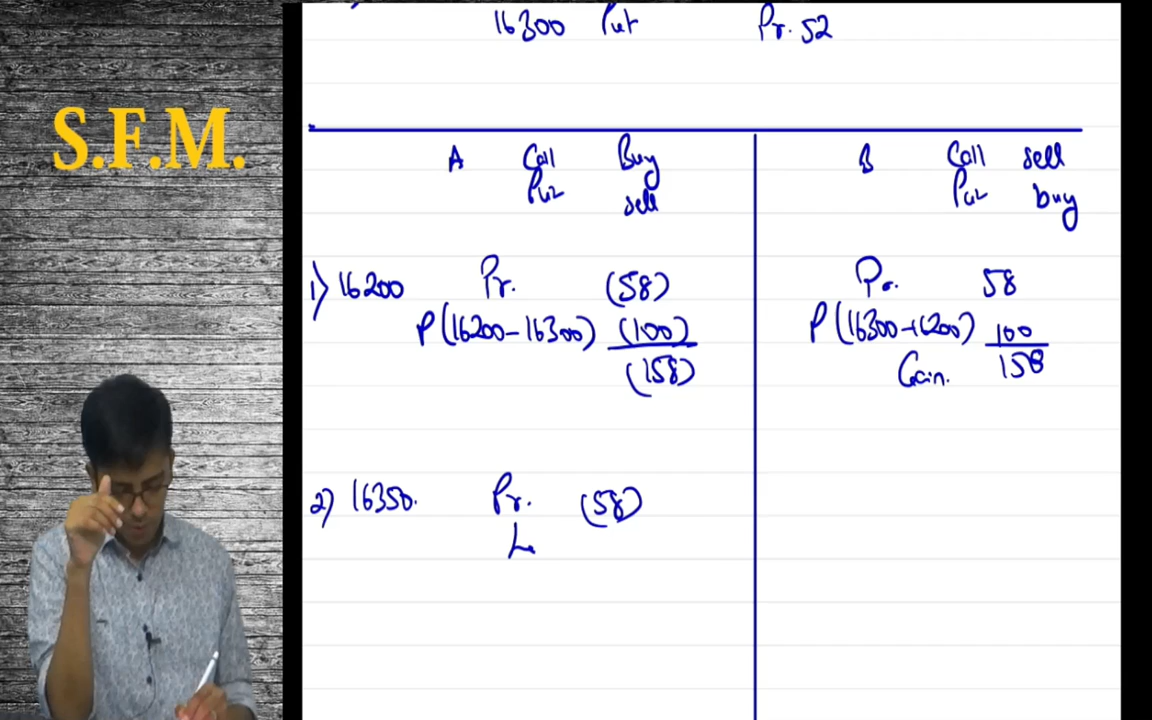 S.F.M.
16300 Put Pr. 52
A Call Buy
Put sell
B Call sell
Put buy
1) 16200 Pr. (58)
P (16200-16300) (100)
(158)
Pr. 58
P (16300-16200) 100
Gain. 158
2) 16350. Pr. (58)